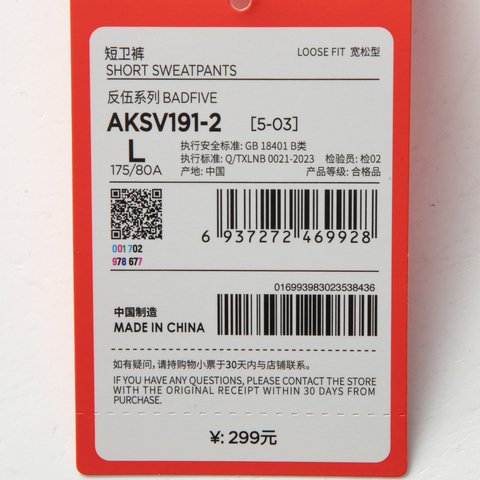 短卫裤
LOOSE FIT 宽松型
SHORT SWEATPANTS
反伍系列 BADFIVE
AKSV191-2 [5-03]
L
175/80A
执行安全标准: GB 18401 B类
执行标准: Q/TXLNB 0021-2023 检验员: 检02
产地: 中国 产品等级: 合格品
001 702
978 677
6 937272 469928
016993983023538436
中国制造
MADE IN CHINA
如有疑问，请持购物小票于30天内与店铺联系。
IF YOU HAVE ANY QUESTIONS, PLEASE CONTACT THE STORE
WITH THE ORIGINAL RECEIPT WITHIN 30 DAYS FROM
PURCHASE.
¥: 299元